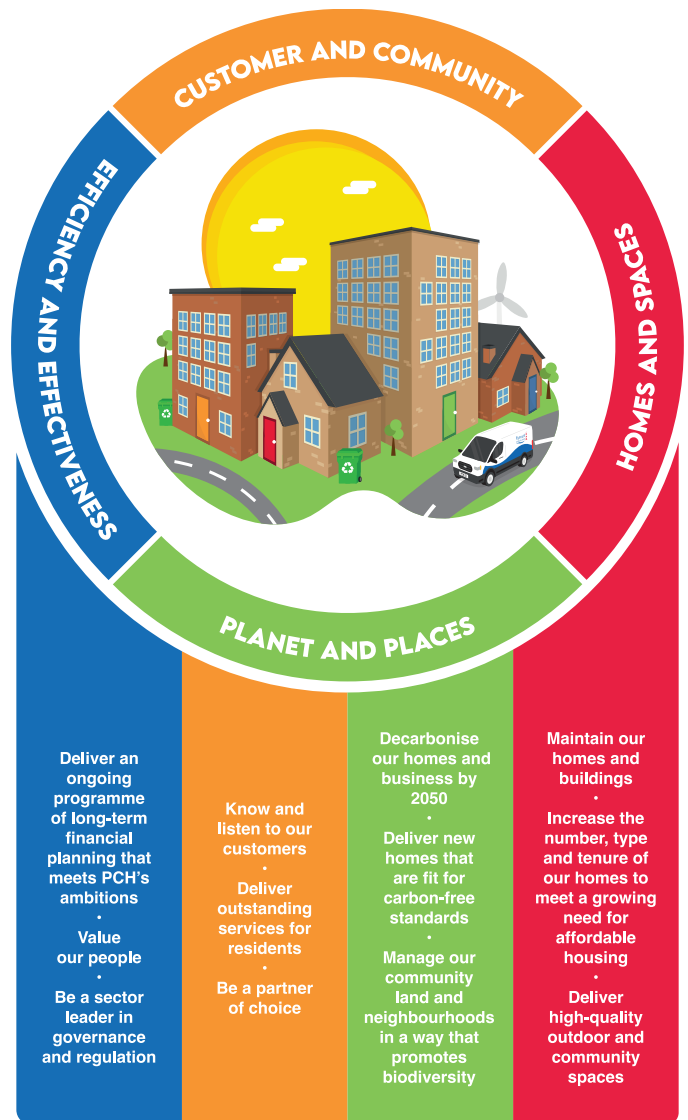 CUSTOMER AND COMMUNITY
EFFICIENCY AND EFFECTIVENESS
HOMES AND SPACES
PLANET AND PLACES
Deliver an
ongoing
programme
of long-term
financial
planning that
meets PCH’s
ambitions
•
Value
our people
•
Be a sector
leader in
governance
and regulation
Know and
listen to our
customers
•
Deliver
outstanding
services for
residents
•
Be a partner
of choice
Decarbonise
our homes and
business by
2050
•
Deliver new
homes that
are fit for
carbon-free
standards
•
Manage our
community
land and
neighbourhoods
in a way that
promotes
biodiversity
Maintain our
homes and
buildings
•
Increase the
number, type
and tenure of
our homes to
meet a growing
need for
affordable
housing
•
Deliver
high-quality
outdoor and
community
spaces